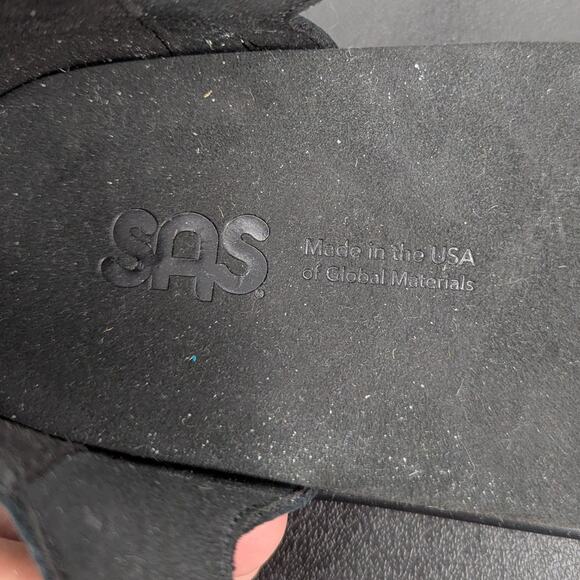 SAS
Made in the USA
of Global Materials